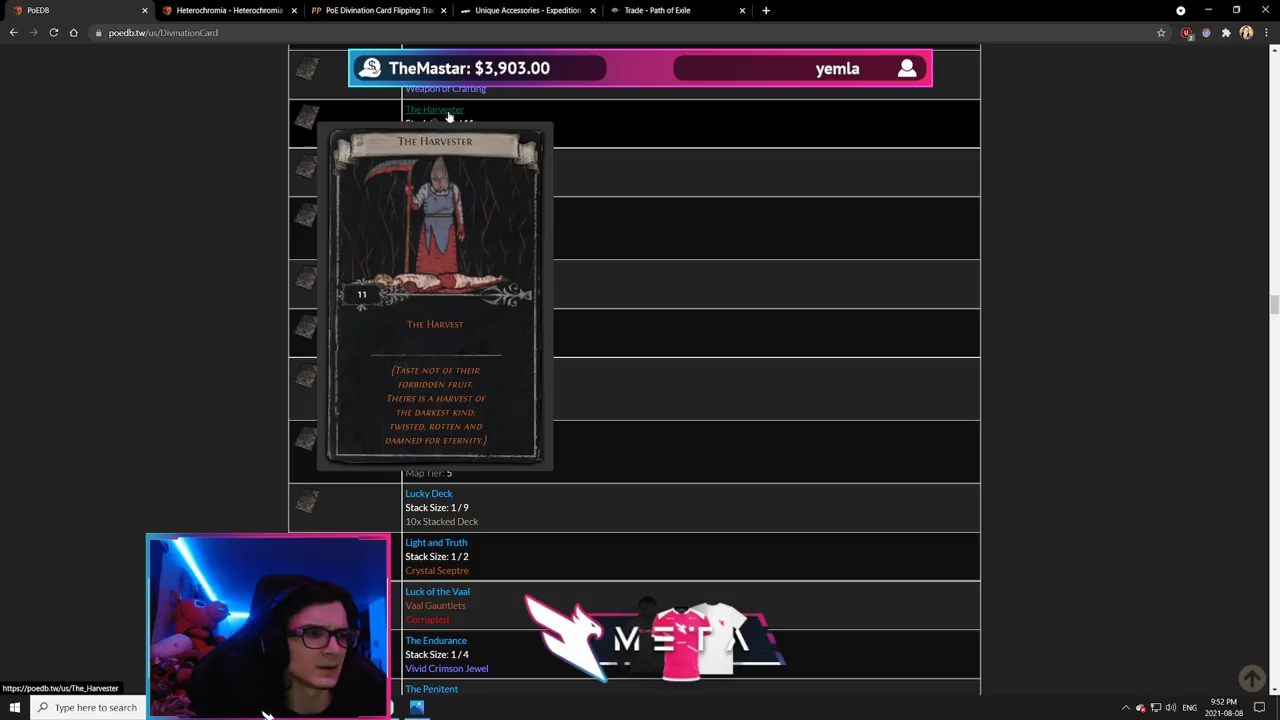 PoEDB
Heterochromia - Heterochromia
PoE Division Card Flipping Tra
Unique Accessories - Expedition
Trade - Path of Exile
poedb.tw/us/DivinationCard
TheMastar: $3,903.00
yemla
Weapon of Crafting
The Harvester
THE HARVESTER
11
THE HARVEST
(TASTE NOT OF THEIR
FORBIDDEN FRUIT.
THEIRS IS A HARVEST OF
THE DARKEST KIND,
TWISTED, ROTTEN AND
DAMNED FOR ETERNITY.)
Map Tier: 5
Lucky Deck
Stack Size: 1 / 9
10x Stacked Deck
Light and Truth
Stack Size: 1 / 2
Crystal Sceptre
Luck of the Vaal
Vaal Gauntlets
Corrupted
META
The Endurance
Stack Size: 1 / 4
Vivid Crimson Jewel
The Penitent
https://poedb.tw/us/The_Harvester
Type here to search
ENG
9:52 PM
2021-08-08